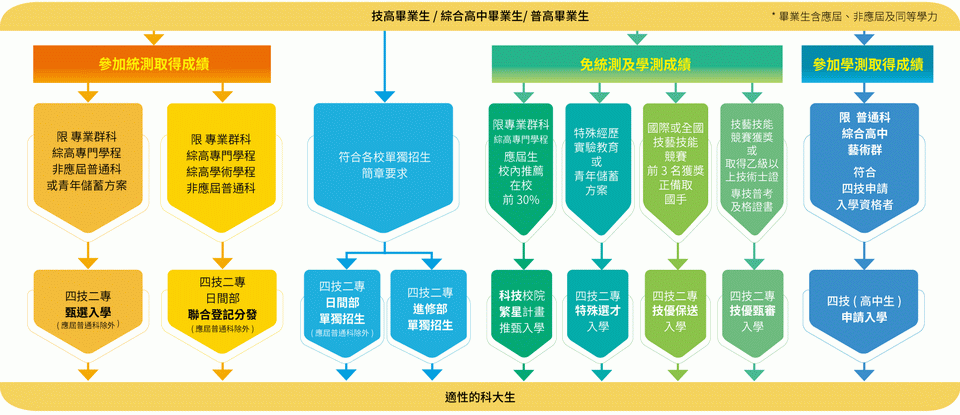 技高畢業生 / 綜合高中畢業生/ 普高畢業生
* 畢業生含應屆、非應屆及同等學力
參加統測取得成績
免統測及學測成績
參加學測取得成績
限 專業群科
綜高專門學程
非應屆普通科
或青年儲蓄方案
限 專業群科
綜高專門學程
綜高學術學程
非應屆普通科
符合各校單獨招生
簡章要求
限專業群科
綜高專門學程
應屆生
校內推薦
在校
前 30%
特殊經歷
實驗教育
或
青年儲蓄
方案
國際或全國
技藝技能
競賽
前 3 名獲獎
正備取
國手
技藝技能
競賽獲獎
或
取得乙級以
上技術士證
專技普考
及格證書
限 普通科
綜合高中
藝術群
符合
四技申請
入學資格者
四技二專
甄選入學
( 應屆普通科除外 )
四技二專
日間部
聯合登記分發
( 應屆普通科除外 )
四技二專
日間部
單獨招生
( 應屆普通科除外 )
四技二專
進修部
單獨招生
科技校院
繁星計畫
推甄入學
四技二專
特殊選才
入學
四技二專
技優保送
入學
四技二專
技優甄審
入學
四技 ( 高中生 )
申請入學
適性的科大生